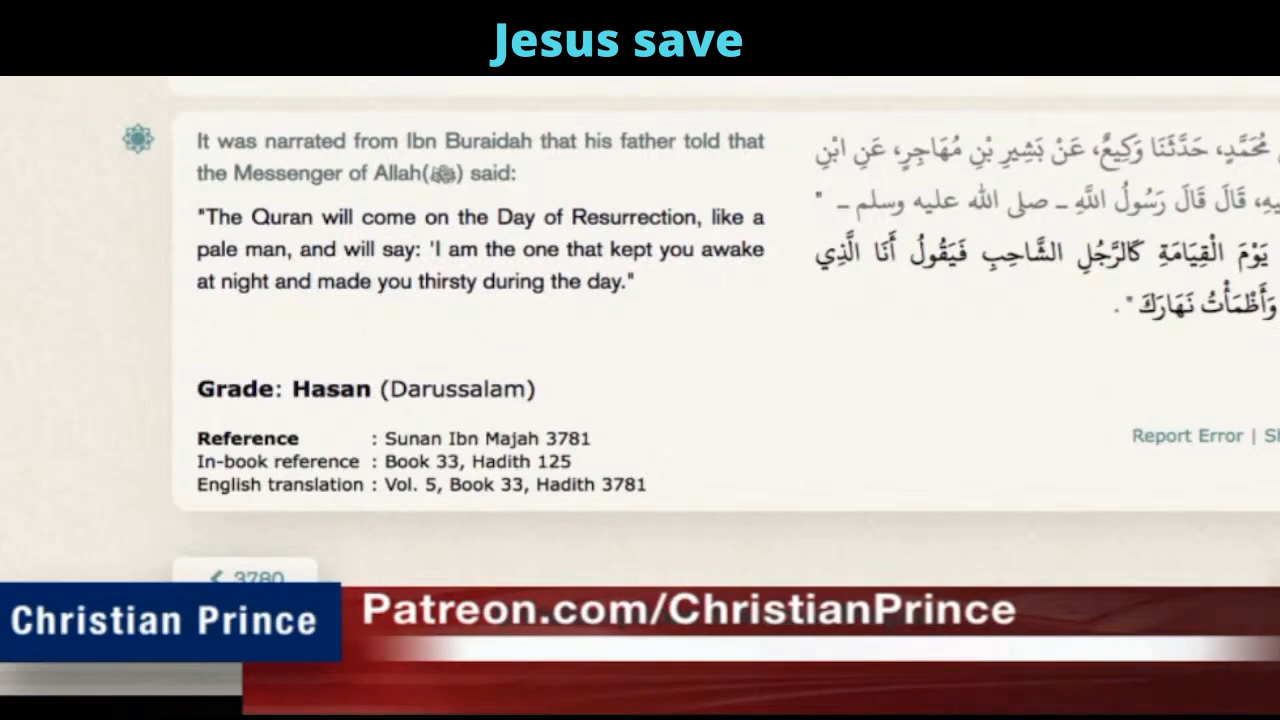 Jesus save
It was narrated from Ibn Buraidah that his father told that
the Messenger of Allah(ﷺ) said:
"The Quran will come on the Day of Resurrection, like a
pale man, and will say: 'I am the one that kept you awake
at night and made you thirsty during the day."
مُحَمَّدٍ، حَدَّثَنَا وَكِيعٌ، عَنْ بَشِيرِ بْنِ مُهَاجِرٍ، عَنِ ابْنِ
قَالَ قَالَ رَسُولُ اللَّهِ ـ صلى الله عليه وسلم ـ ‏"‏
يَوْمَ الْقِيَامَةِ كَالرَّجُلِ الشَّاحِبِ فَيَقُولُ أَنَا الَّذِي
وَأَظْمَأْتُ نَهَارَكَ ‏"‏ ‏.‏
Grade: Hasan (Darussalam)
Reference : Sunan Ibn Majah 3781
In-book reference : Book 33, Hadith 125
English translation : Vol. 5, Book 33, Hadith 3781
Report Error |
3780
Christian Prince
Patreon.com/ChristianPrince